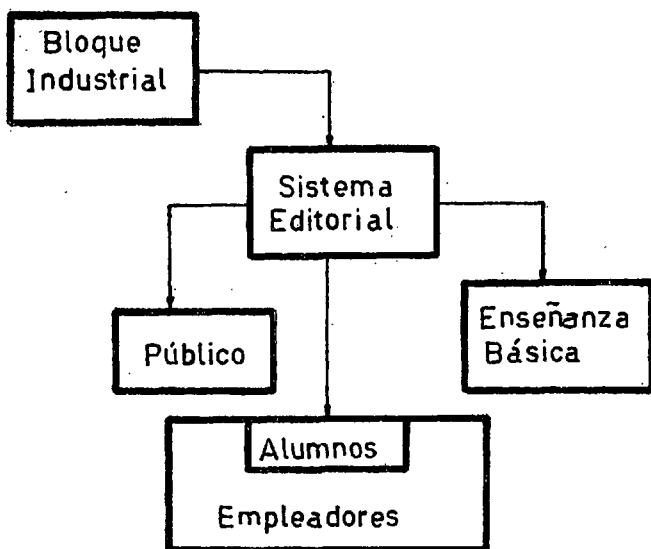 Bloque
Industrial
Sistema
Editorial
Público
Enseñanza
Básica
Alumnos
Empleadores